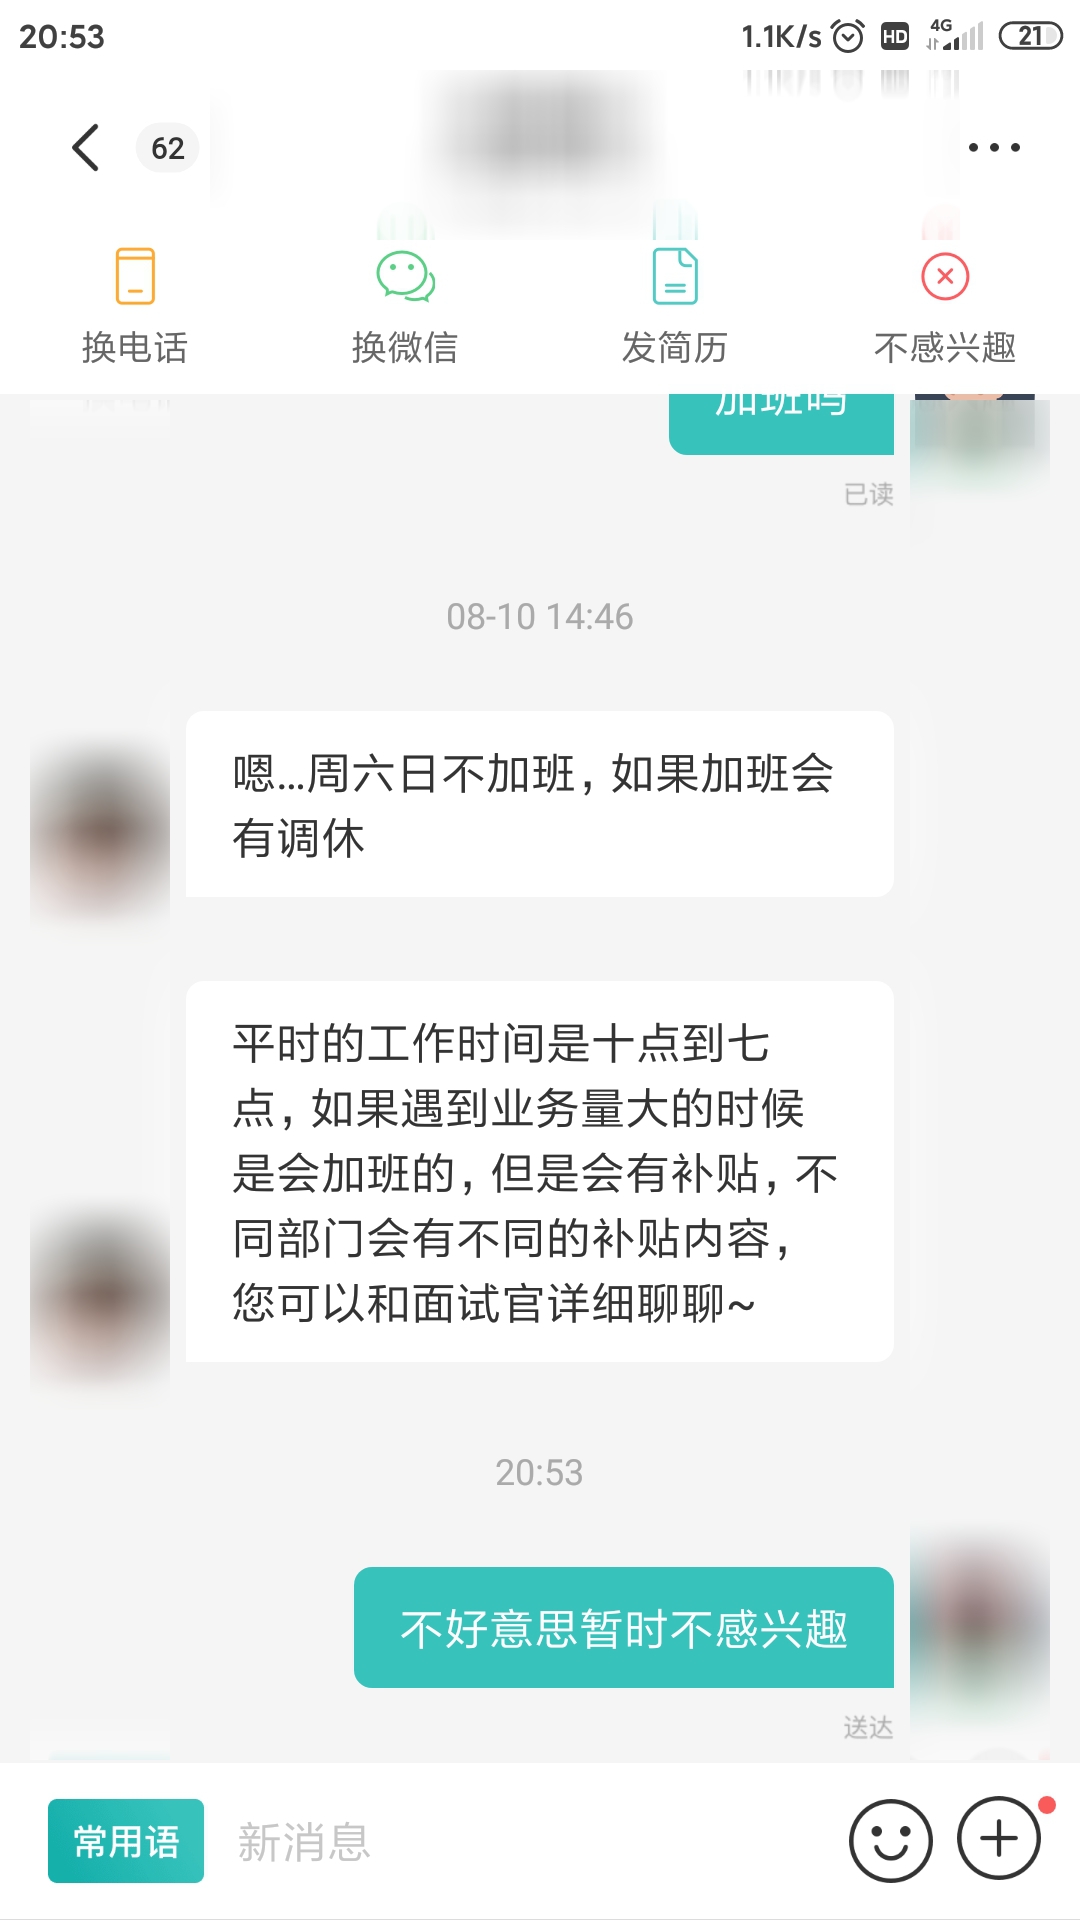 20:53
1.1K/s HD 4G 21
62
换电话 换微信 发简历 不感兴趣
加班吗
已读
08-10 14:46
嗯...周六日不加班，如果加班会
有调休
平时的工作时间是十点到七
点，如果遇到业务量大的时候
是会加班的，但是会有补贴，不
同部门会有不同的补贴内容，
您可以和面试官详细聊聊~
20:53
不好意思暂时不感兴趣
送达
常用语 新消息